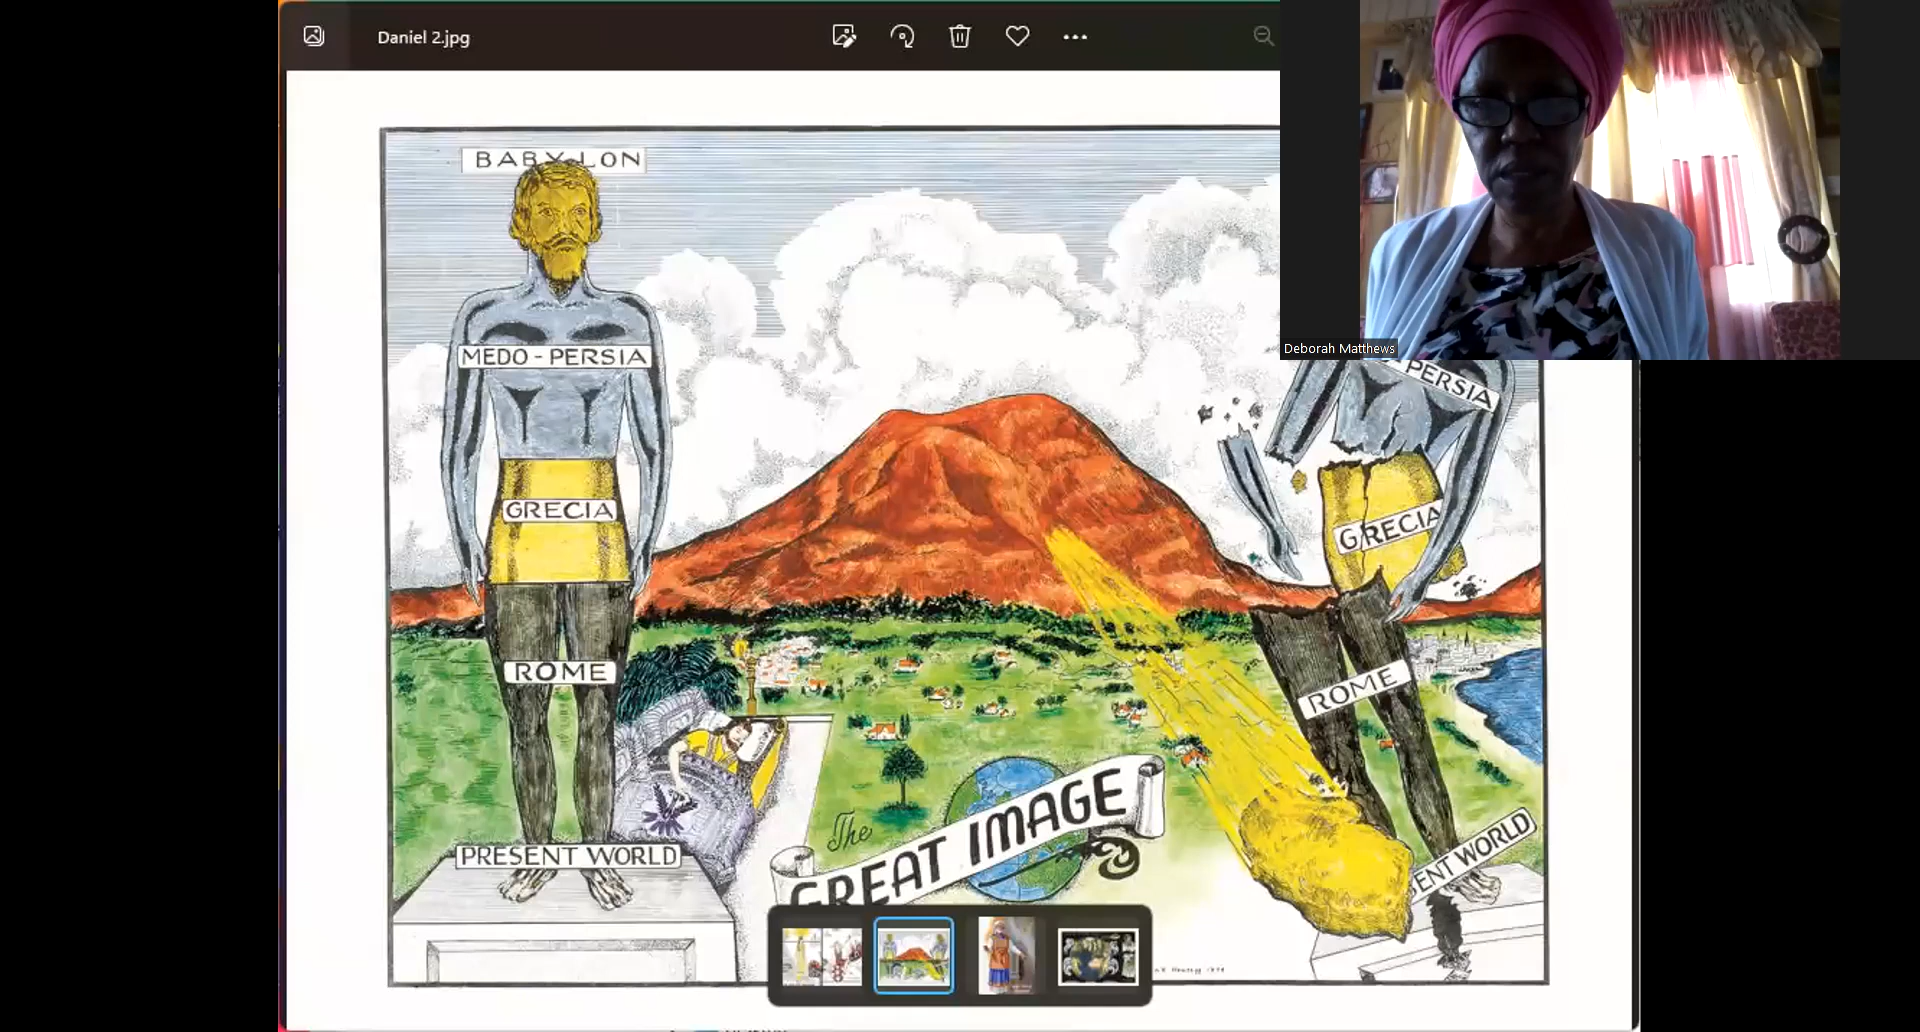 Daniel 2.jpg
Deborah Matthews
BABYLON
MEDO-PERSIA
GRECIA
ROME
PRESENT WORLD
The
GREAT IMAGE
PERSIA
GRECIA
ROME
ENT WORLD